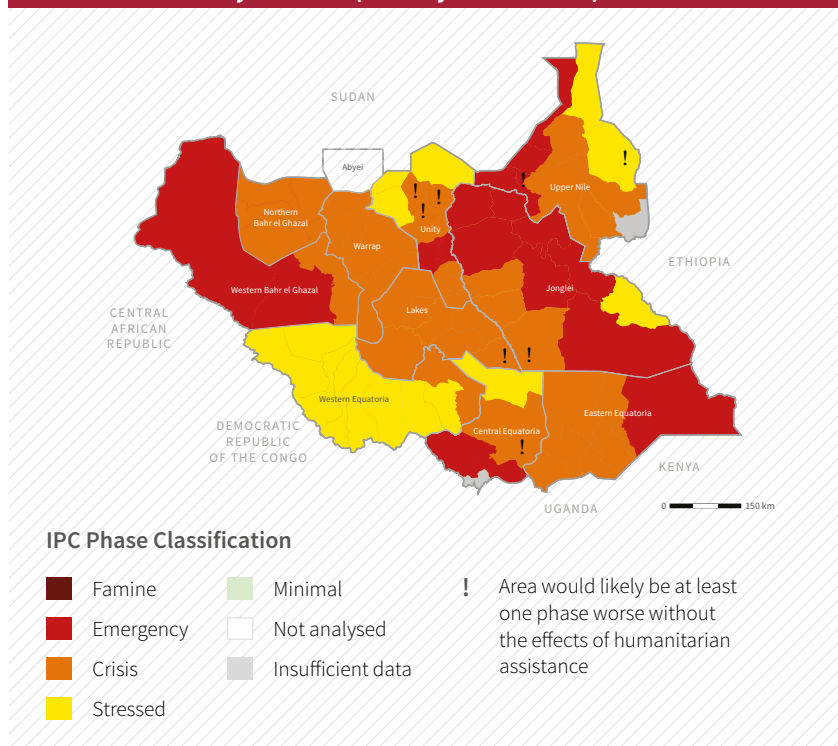 SUDAN
Abyei
Upper Nile
Northern
Bahr el Ghazal
Unity
Warrap
ETHIOPIA
Western Bahr el Ghazal
Jonglei
Lakes
CENTRAL
AFRICAN
REPUBLIC
Western Equatoria
Eastern Equatoria
Central Equatoria
DEMOCRATIC
REPUBLIC
OF THE CONGO
KENYA
UGANDA
0 150 km
IPC Phase Classification
Famine
Emergency
Crisis
Stressed
Minimal
Not analysed
Insufficient data
! Area would likely be at least
one phase worse without
the effects of humanitarian
assistance